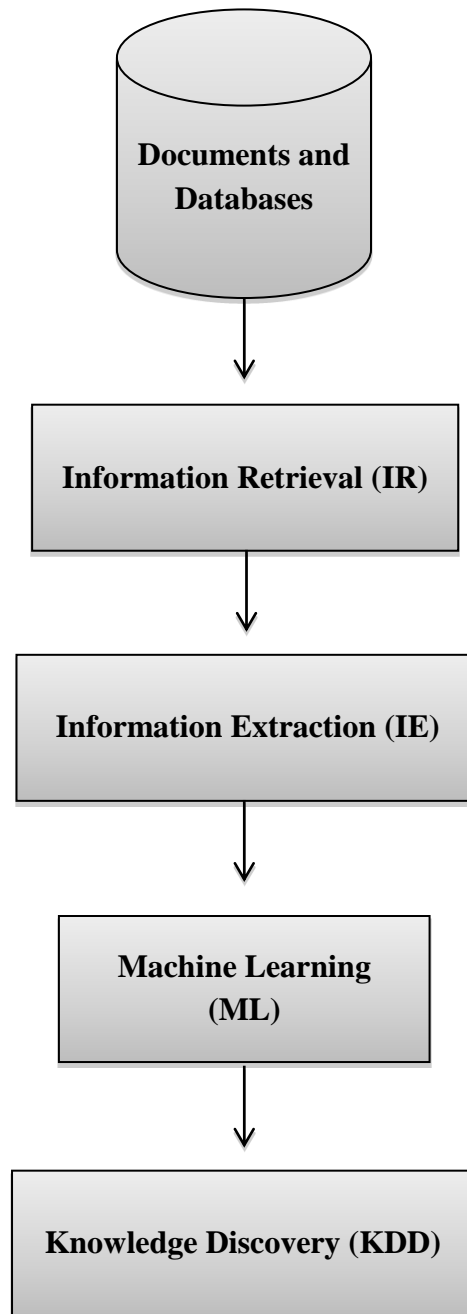 Documents and
Databases
Information Retrieval (IR)
Information Extraction (IE)
Machine Learning
(ML)
Knowledge Discovery (KDD)